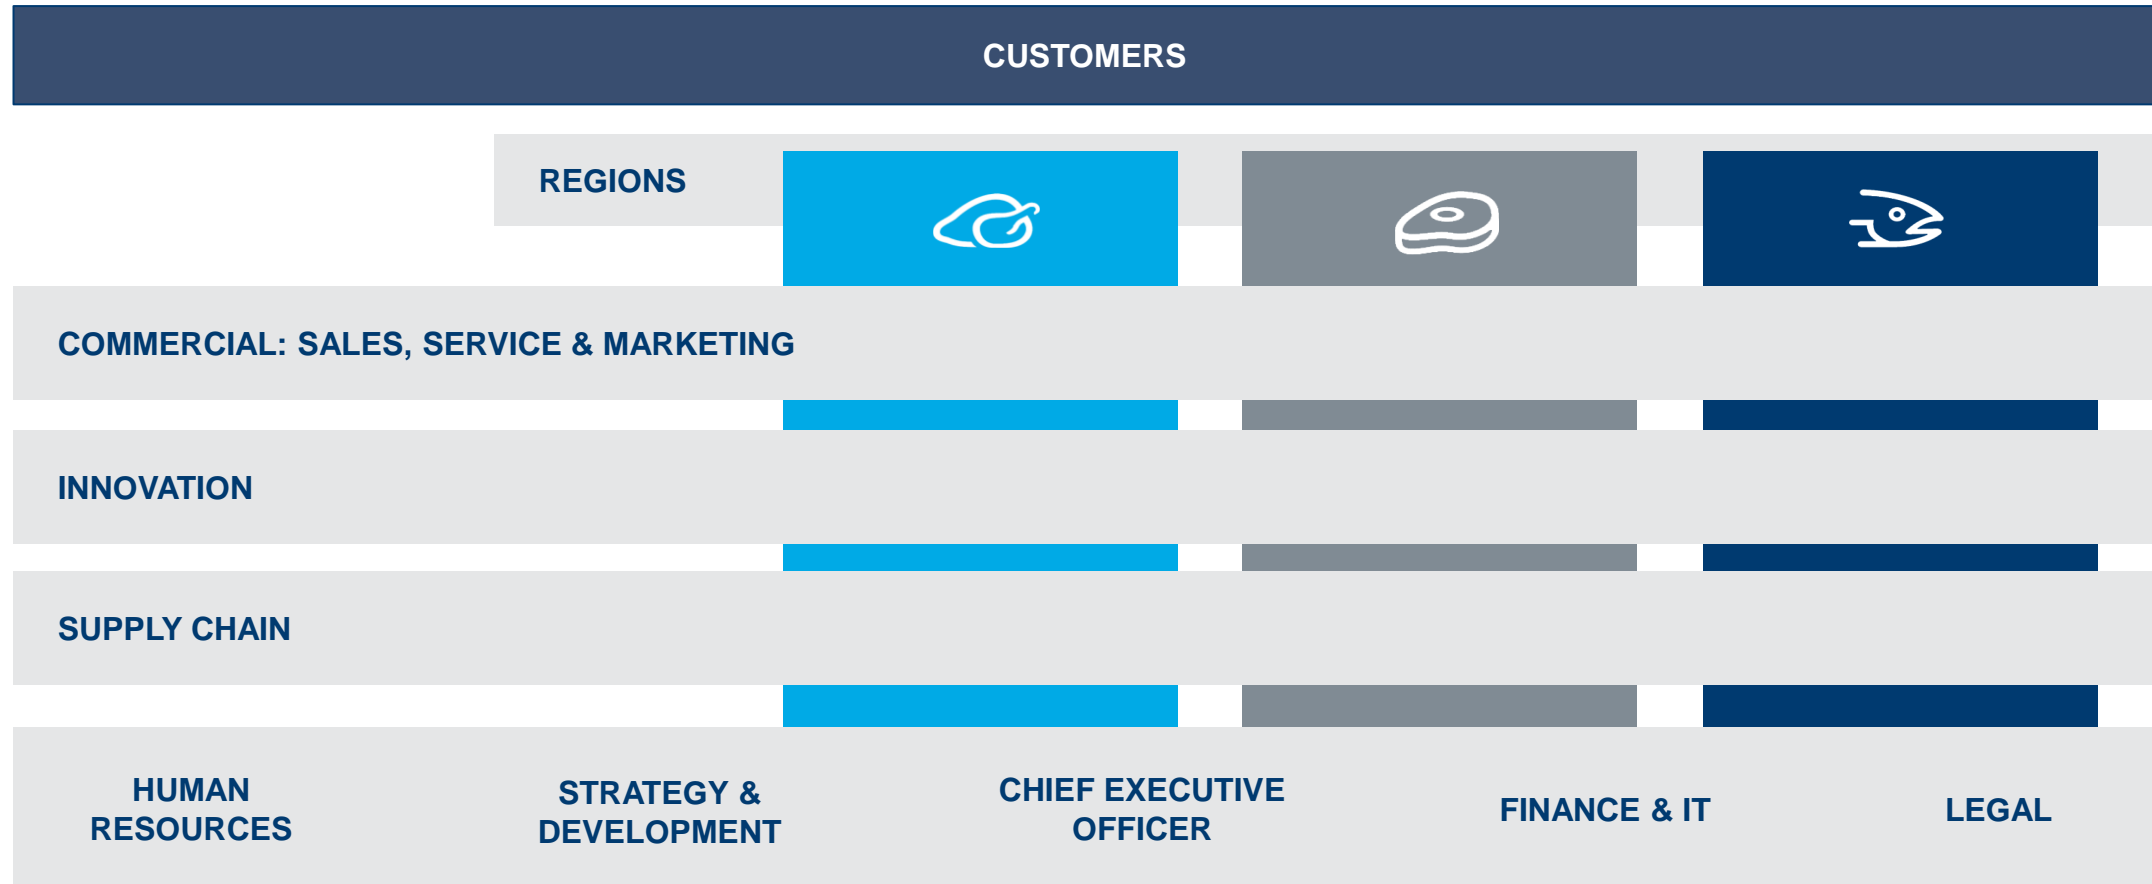 CUSTOMERS
REGIONS
COMMERCIAL: SALES, SERVICE & MARKETING
INNOVATION
SUPPLY CHAIN
HUMAN
RESOURCES
STRATEGY &
DEVELOPMENT
CHIEF EXECUTIVE
OFFICER
FINANCE & IT
LEGAL